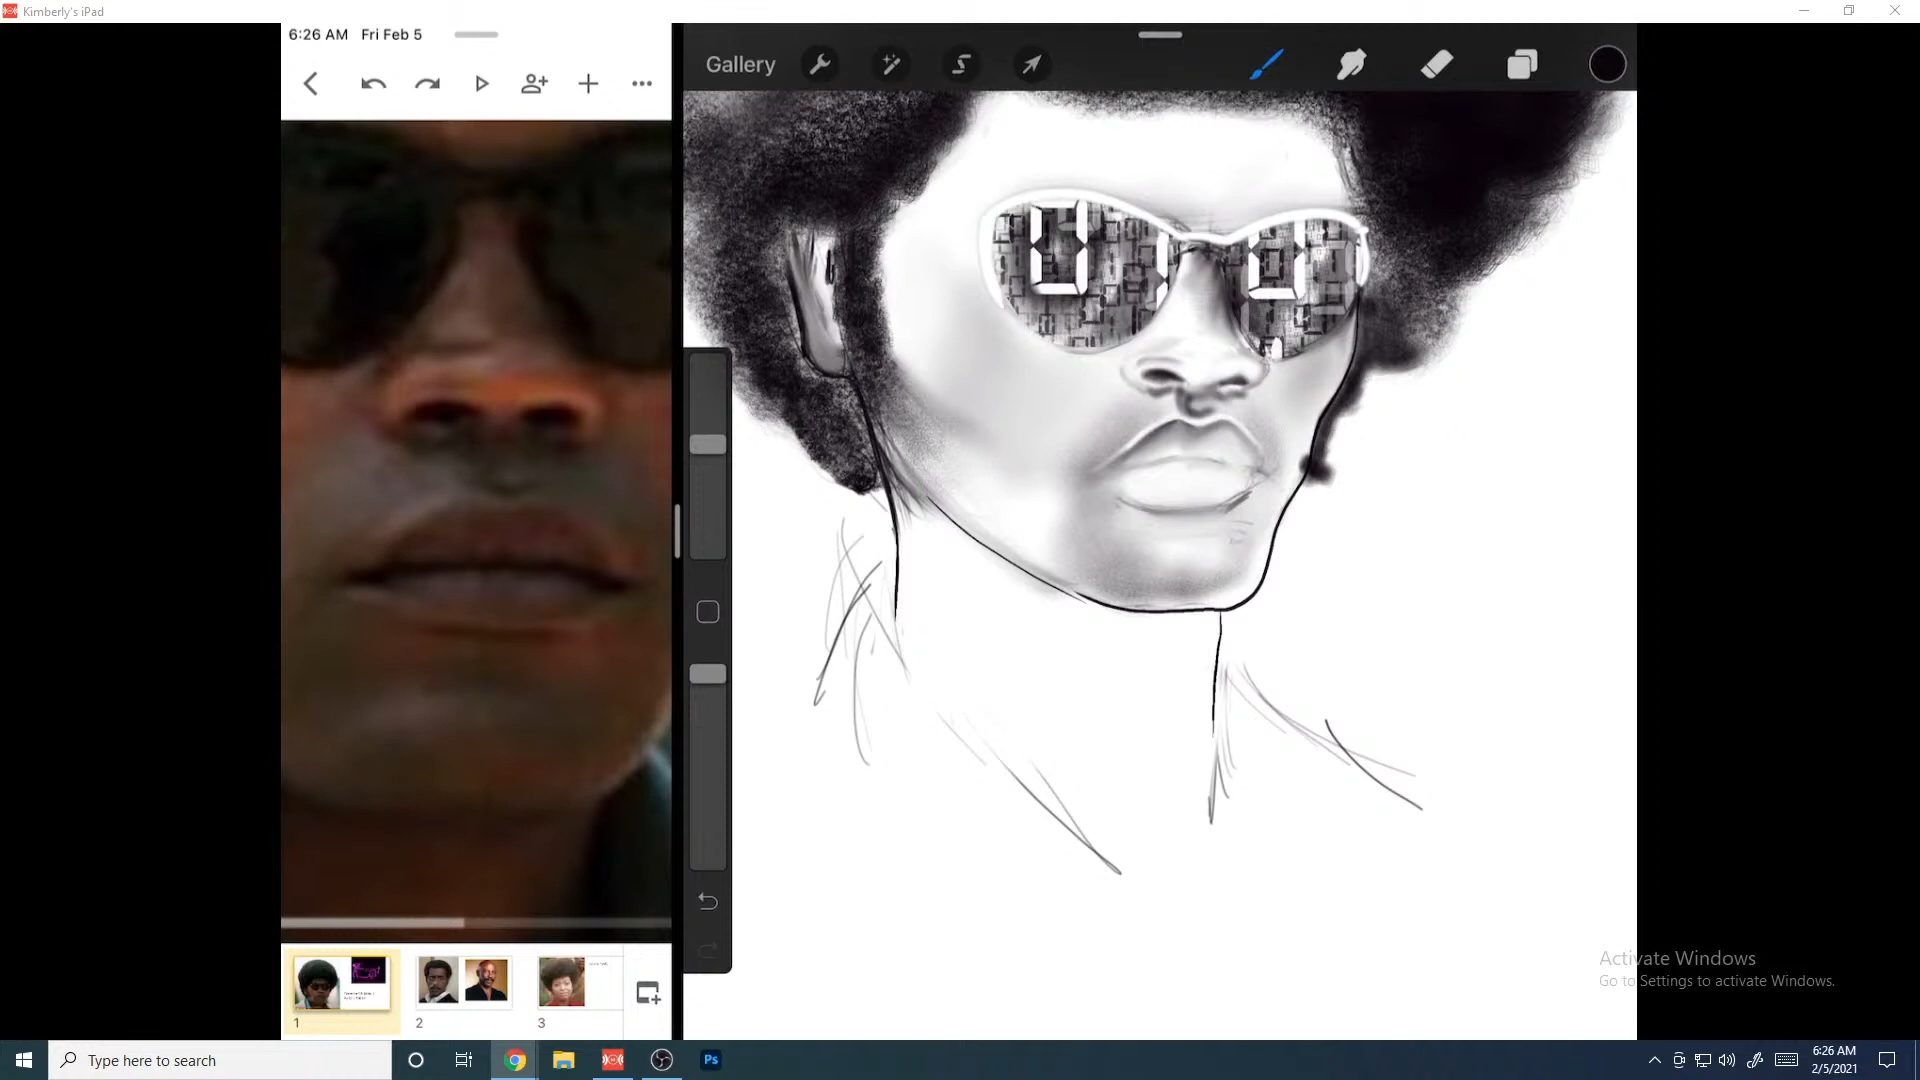 Kimberly's iPad
6:26 AM Fri Feb 5
Gallery
1
2
3
Activate Windows
Go to Settings to activate Windows.
Type here to search
Ps
6:26 AM
2/5/2021